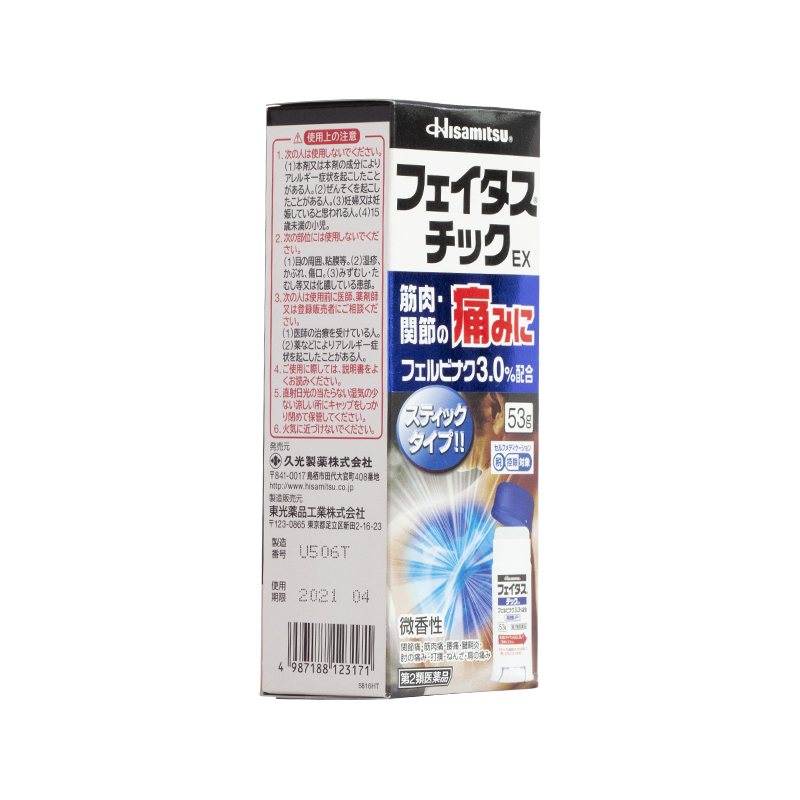 使用上の注意
1. 次の人は使用しないでください。
(1)本剤又は本剤の成分により
アレルギー症状を起こしたこと
がある人。(2)ぜんそくを起こし
たことがある人。(3)妊婦又は妊
娠していると思われる人。(4)15
歳未満の小児。
2. 次の部位には使用しないでくだ
さい。
(1)目の周囲、粘膜等。(2)湿疹、
かぶれ、傷口。(3)みずむし・た
むし等又は化膿している患部。
3. 次の人は使用前に医師、薬剤師
又は登録販売者にご相談くださ
い。
(1)医師の治療を受けている人。
(2)薬などによりアレルギー症
状を起こしたことがある人。
4. ご使用に際しては、説明書をよ
くお読みください。
5. 直射日光の当たらない湿気の少
ない涼しい所にキャップをしっか
り閉めて保管してください。
6. 火気に近づけないでください。
発売元
久光製薬株式会社
〒841-0017 鳥栖市田代大官町408番地
http://www.hisamitsu.co.jp
製造販売元
東光薬品工業株式会社
〒123-0865 東京都足立区新田2-16-23
製造
番号 U506T
使用
期限 2021 04
4 987188 123171
5816HT
Hisamitsu®
フェイタス®
チックEX
筋肉・
関節の痛みに
フェルビナク3.0%配合
スティック
タイプ!!
53g
セルフメディケーション
税 控除 対象
Hisamitsu
フェイタス
チック
フェルビナク3.0%配合
53g
微香性
関節痛・筋肉痛・腰痛・腱鞘炎・
肘の痛み・打撲・ねんざ・肩の痛み
第2類医薬品